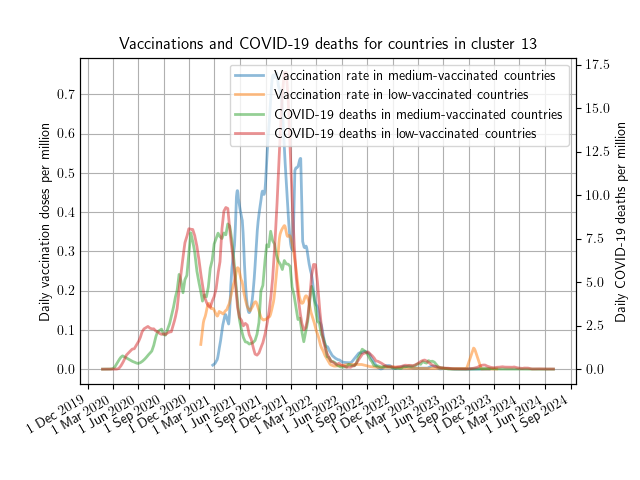 Vaccinations and COVID-19 deaths for countries in cluster 13
Vaccination rate in medium-vaccinated countries
Vaccination rate in low-vaccinated countries
COVID-19 deaths in medium-vaccinated countries
COVID-19 deaths in low-vaccinated countries
Daily vaccination doses per million
0.7
0.6
0.5
0.4
0.3
0.2
0.1
0.0
17.5
15.0
12.5
10.0
7.5
5.0
2.5
0.0
Daily COVID-19 deaths per million
1 Dec 2019
1 Mar 2020
1 Jun 2020
1 Sep 2020
1 Dec 2020
1 Mar 2021
1 Jun 2021
1 Sep 2021
1 Dec 2021
1 Mar 2022
1 Jun 2022
1 Sep 2022
1 Dec 2022
1 Mar 2023
1 Jun 2023
1 Sep 2023
1 Dec 2023
1 Mar 2024
1 Jun 2024
1 Sep 2024